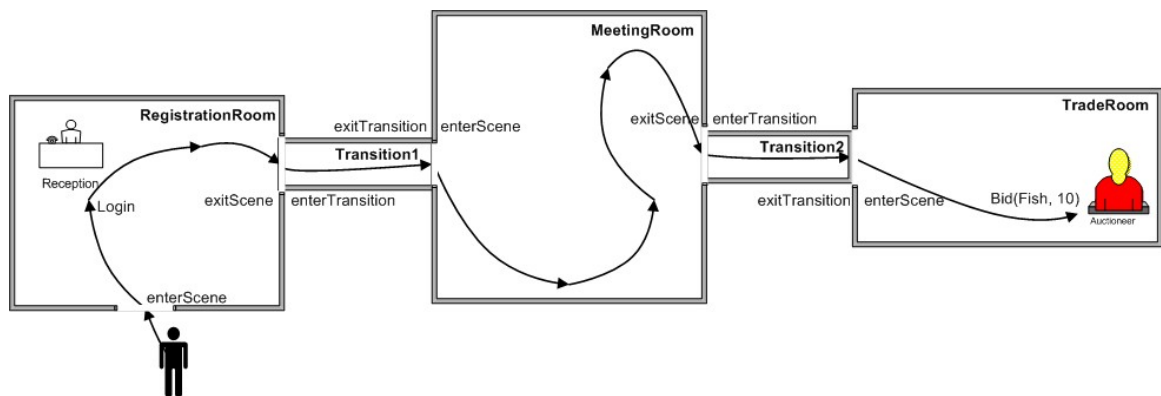 MeetingRoom
RegistrationRoom
exitTransition
enterScene
exitScene
enterTransition
TradeRoom
Transition1
Transition2
Reception
Login
exitScene
enterTransition
exitTransition
enterScene
Bid(Fish, 10)
Auctioneer
enterScene